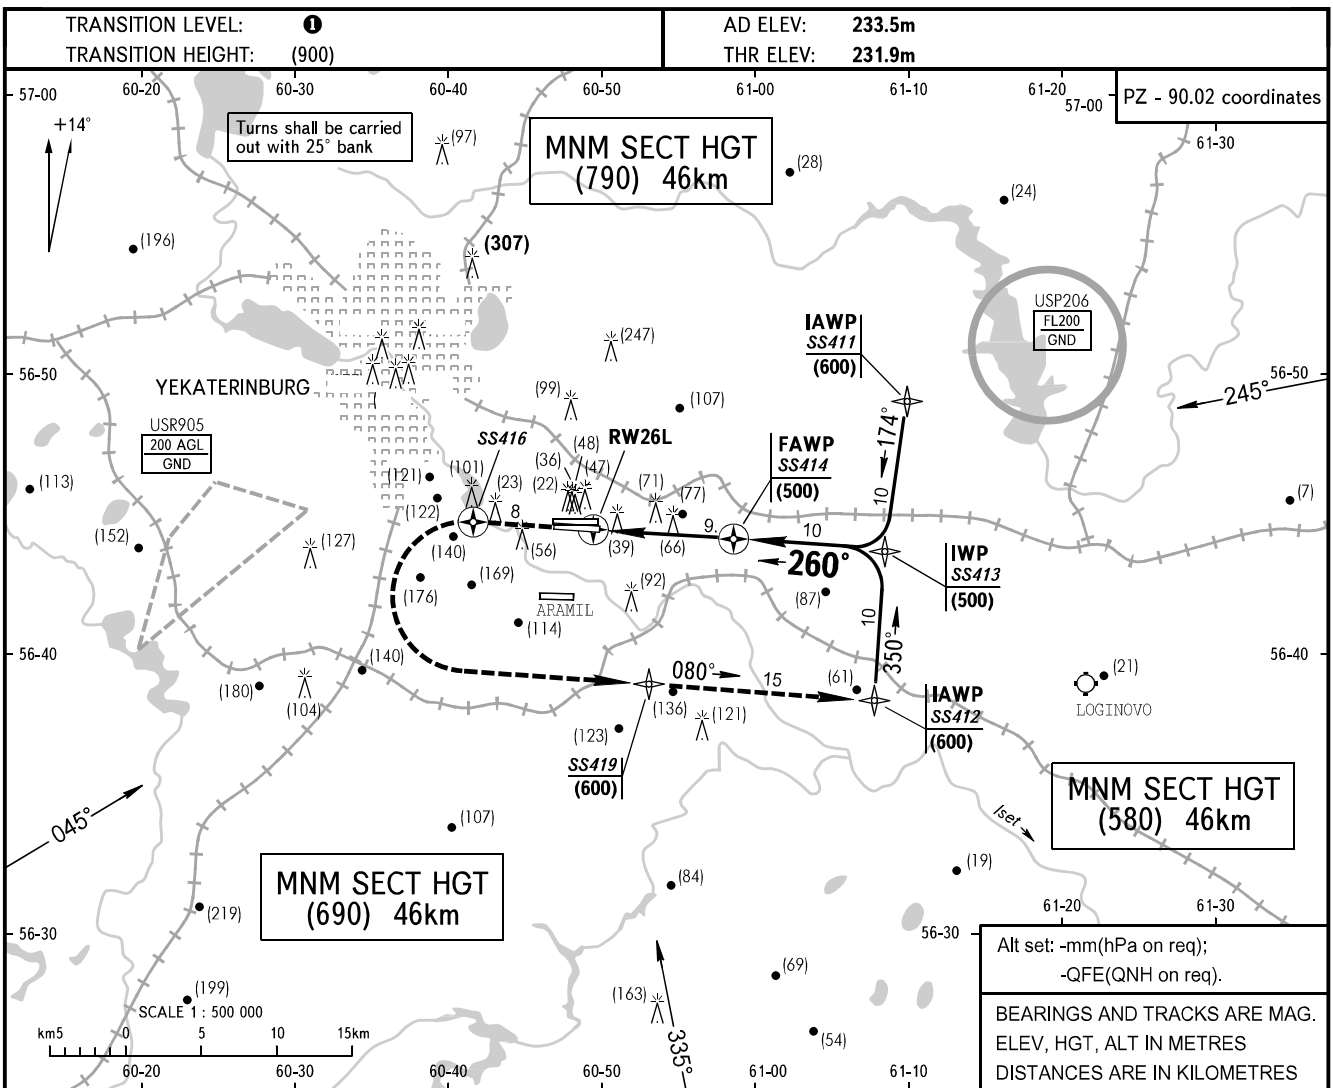 TRANSITION LEVEL: ❶
TRANSITION HEIGHT: (900)
AD ELEV: 233.5m
THR ELEV: 231.9m
57-00
60-20
60-30
60-40
60-50
61-00
61-10
61-20
57-00
PZ - 90.02 coordinates
61-30
+14°
Turns shall be carried
out with 25° bank
(97)
MNM SECT HGT
(790) 46km
(28)
(24)
(196)
(307)
USP206
FL200
GND
IAWP
SS411
(600)
(247)
56-50
56-50
YEKATERINBURG
(
(99)
(107)
245°
174°
USR905
200 AGL
GND
SS416
RW26L
(48)
(36)
(47)
(22)
FAWP
SS414
(500)
(121)
(101)
(23)
(71)
(77)
(113)
(7)
(122)
8
9
10
10
(152)
(127)
(140)
(56)
(39)
(66)
260°
IWP
SS413
(500)
(176)
(169)
(92)
(87)
ARAMIL
(114)
10
350°
56-40
56-40
(140)
080°
15
(61)
(21)
(180)
(104)
(136)
(121)
IAWP
SS412
(600)
LOGINOVO
(123)
SS419
(600)
MNM SECT HGT
(580) 46km
045°
(107)
Iset
(19)
MNM SECT HGT
(690) 46km
(84)
(219)
61-20
61-30
56-30
56-30
Alt set: -mm(hPa on req);
-QFE(QNH on req).
(69)
(199)
(163)
SCALE 1 : 500 000
km5
0
5
10
15km
(54)
335°
BEARINGS AND TRACKS ARE MAG.
ELEV, HGT, ALT IN METRES
DISTANCES ARE IN KILOMETRES
60-20
60-30
60-40
60-50
61-00
61-10